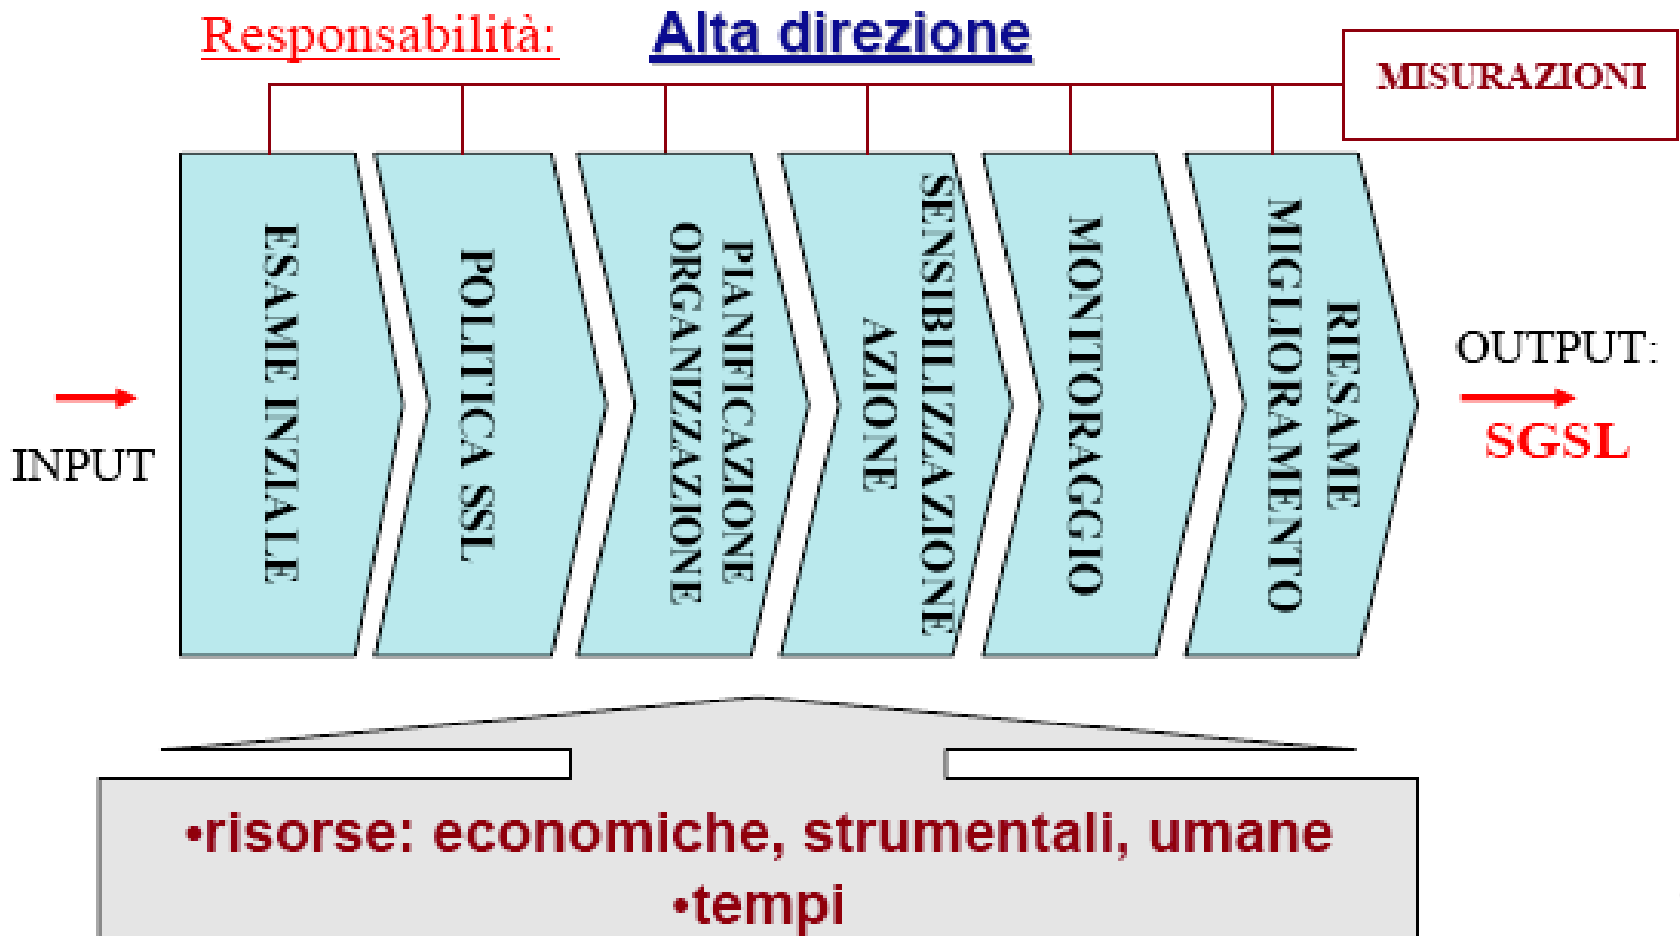 Responsabilità: Alta direzione
MISURAZIONI
ESAME INZIALE
POLITICA SSL
PIANIFICAZIONE
ORGANIZZAZIONE
SENSIBILIZZAZIONE
AZIONE
MONITORAGGIO
RIESAME
MIGLIORAMENTO
INPUT
OUTPUT:
SGSL
•risorse: economiche, strumentali, umane
•tempi